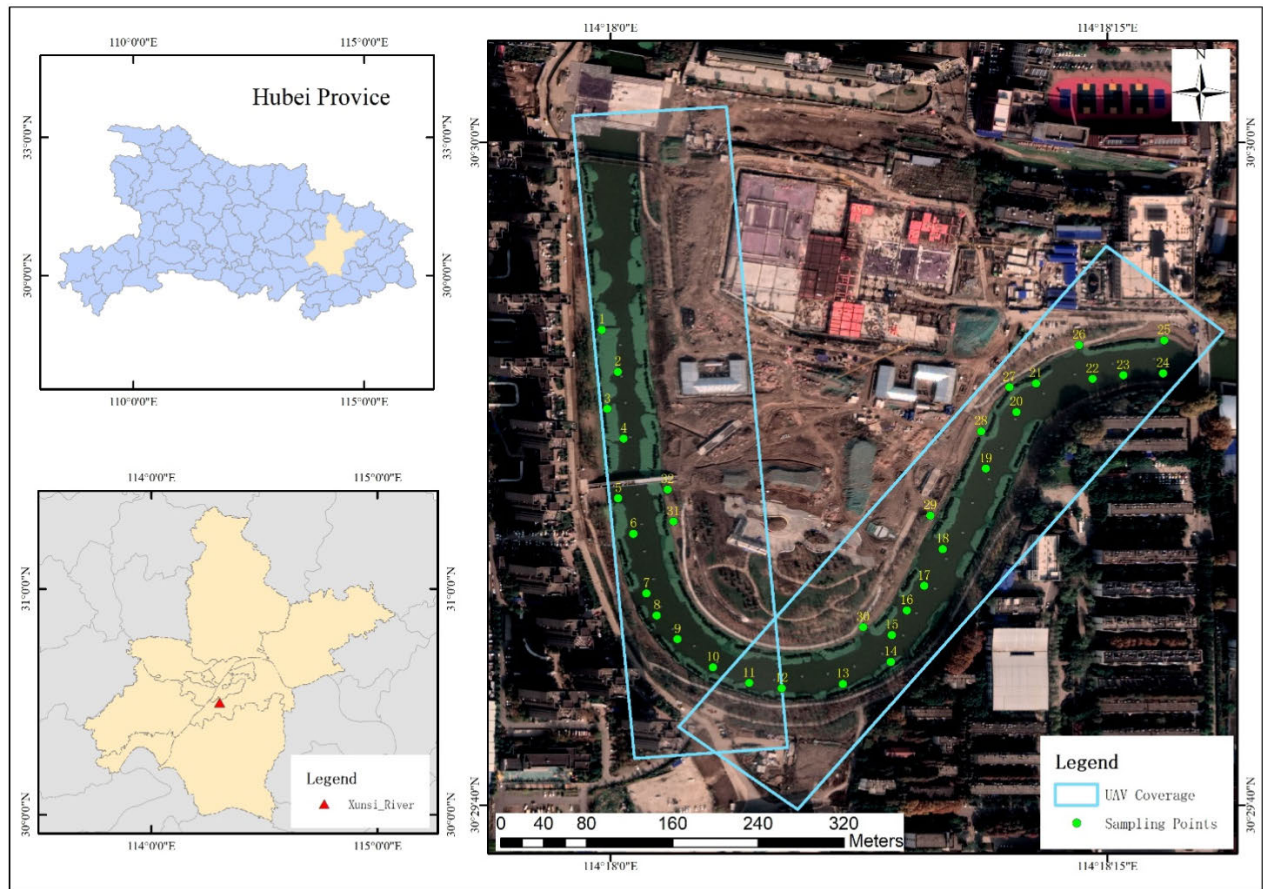 110°0'0"E
115°0'0"E
Hubei Provice
33°0'0"N
33°0'0"N
30°0'0"N
30°0'0"N
110°0'0"E
115°0'0"E
114°0'0"E
115°0'0"E
31°0'0"N
31°0'0"N
Legend
Xunsi_River
30°0'0"N
30°0'0"N
114°0'0"E
115°0'0"E
114°18'0"E
114°18'15"E
N
30°30'0"N
30°30'0"N
1
2
3
4
5
6
7
8
9
10
11
12
13
14
15
16
17
18
19
20
21
22
23
24
25
26
27
28
29
30
31
32
30°29'40"N
30°29'40"N
0 40 80 160 240 320
Meters
Legend
UAV Coverage
Sampling Points
114°18'0"E
114°18'15"E